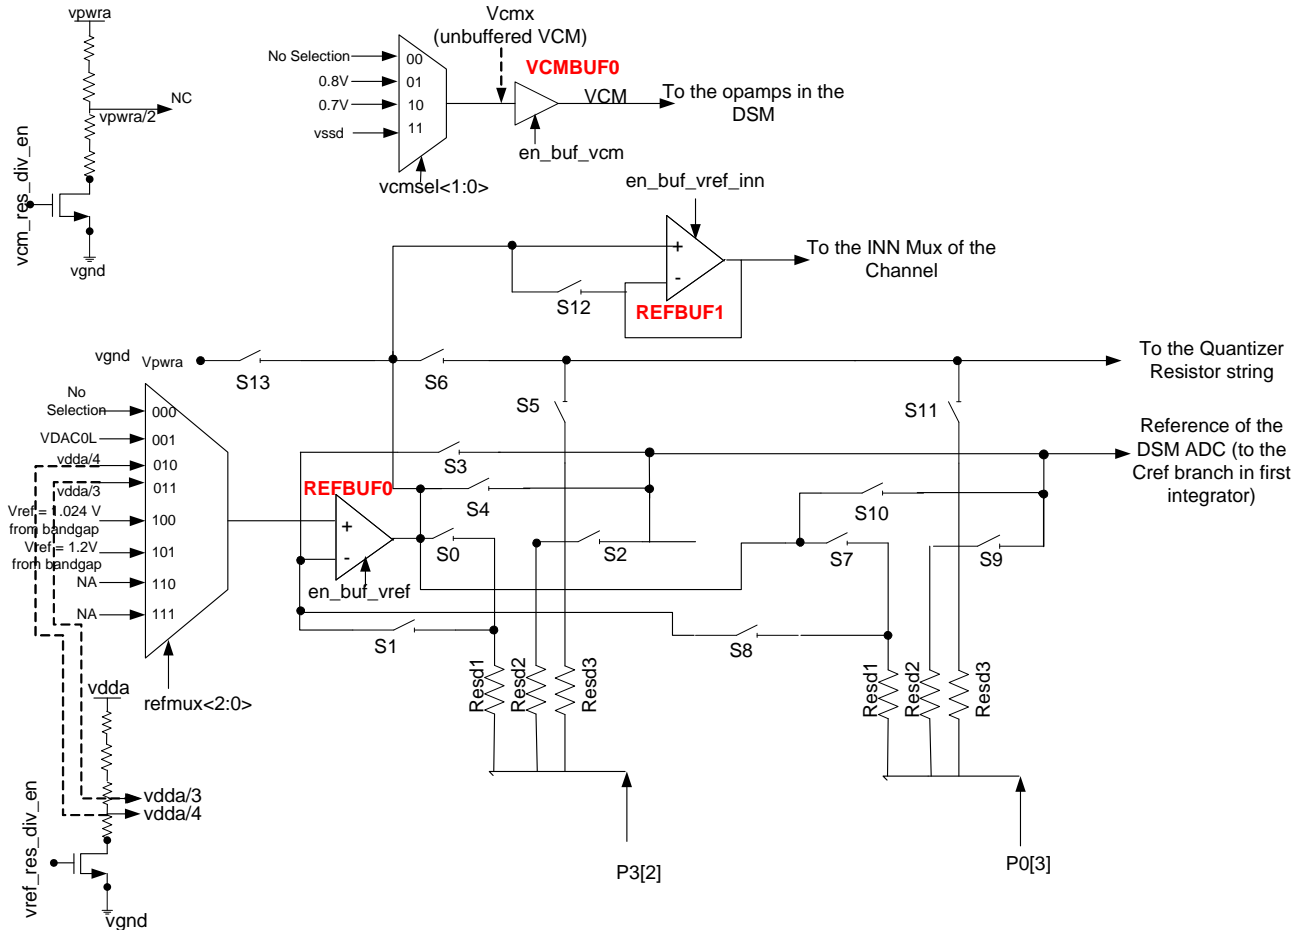 vpwra
NC
vpwra/2
vcm_res_div_en
vgnd
Vcmx
(unbuffered VCM)
No Selection
00
VCMBUF0
0.8V
01
0.7V
10
VCM
To the opamps in the
DSM
vssd
11
en_buf_vcm
vcmsel<1:0>
en_buf_vref_inn
+
-
To the INN Mux of the
Channel
S12
REFBUF1
vgnd
Vpwra
S13
S6
To the Quantizer
Resistor string
No
Selection
000
S5
S11
VDAC0L
001
vdda/4
010
S3
Reference of the
DSM ADC (to the
Cref branch in first
integrator)
vdda/3
011
REFBUF0
S4
S10
Vref = 1.024 V
from bandgap
100
+
-
S0
S2
S7
S9
Vref = 1.2V
from bandgap
101
NA
110
en_buf_vref
NA
111
S1
S8
Resd1
Resd2
Resd3
Resd1
Resd2
Resd3
refmux<2:0>
vdda
vdda/3
vdda/4
vref_res_div_en
vgnd
P3[2]
P0[3]